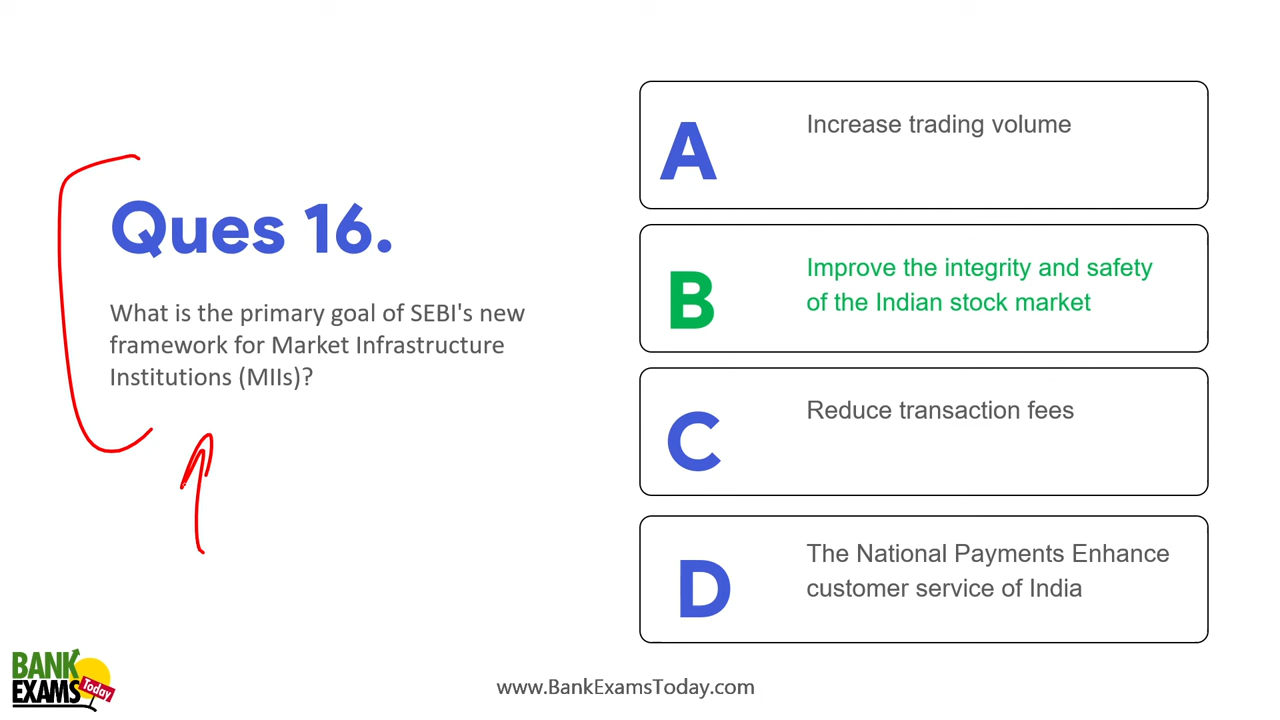 Ques 16.
What is the primary goal of SEBI's new
framework for Market Infrastructure
Institutions (MIIs)?
A
Increase trading volume
B
Improve the integrity and safety
of the Indian stock market
C
Reduce transaction fees
D
The National Payments Enhance
customer service of India
BANK
EXAMS
Today
www.BankExamsToday.com